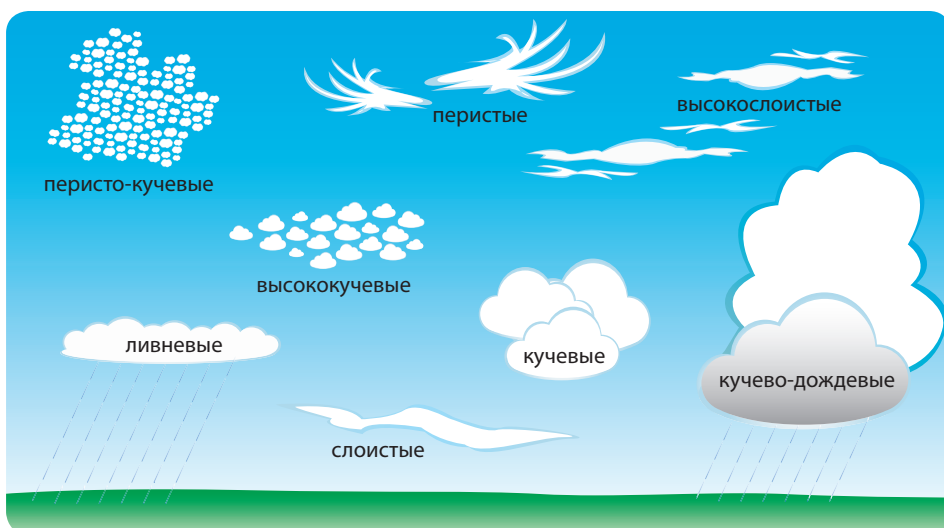 перистые
высокослоистые
перисто-кучевые
высококучевые
ливневые
кучевые
кучево-дождевые
слоистые